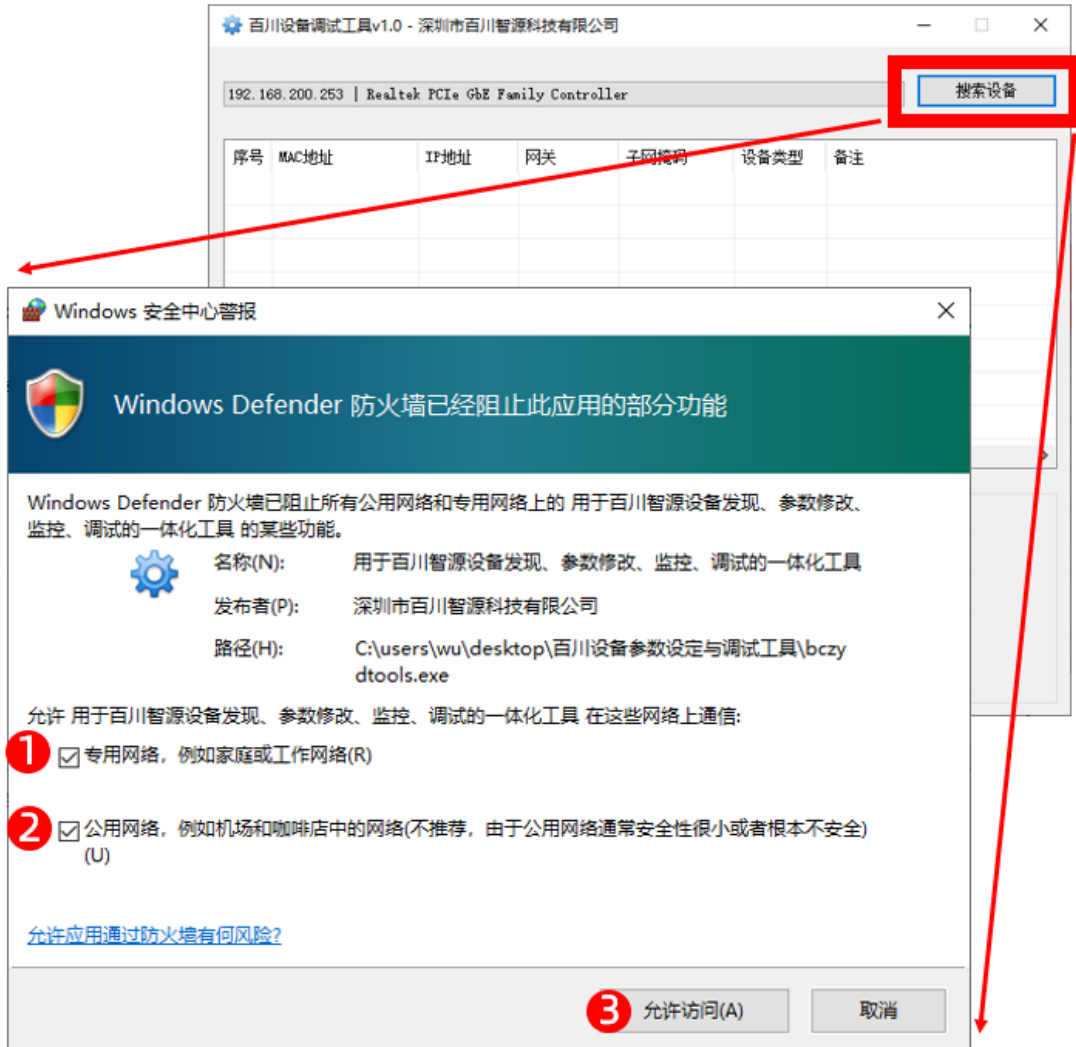 百川设备调试工具v1.0 - 深圳市百川智源科技有限公司
192.168.200.253 | Realtek PCIe GbE Family Controller
搜索设备
序号 MAC地址 IP地址 网关 子网掩码 设备类型 备注
Windows 安全中心警报
Windows Defender 防火墙已经阻止此应用的部分功能
Windows Defender 防火墙已阻止所有公用网络和专用网络上的 用于百川智源设备发现、参数修改、
监控、调试的一体化工具 的某些功能。
名称(N): 用于百川智源设备发现、参数修改、监控、调试的一体化工具
发布者(P): 深圳市百川智源科技有限公司
路径(H): C:\users\wu\desktop\百川设备参数设定与调试工具\bczy
dtools.exe
允许 用于百川智源设备发现、参数修改、监控、调试的一体化工具 在这些网络上通信:
1 专用网络，例如家庭或工作网络(R)
2 公用网络，例如机场和咖啡店中的网络(不推荐，由于公用网络通常安全性很小或者根本不安全)
(U)
允许应用通过防火墙有何风险?
3 允许访问(A) 取消